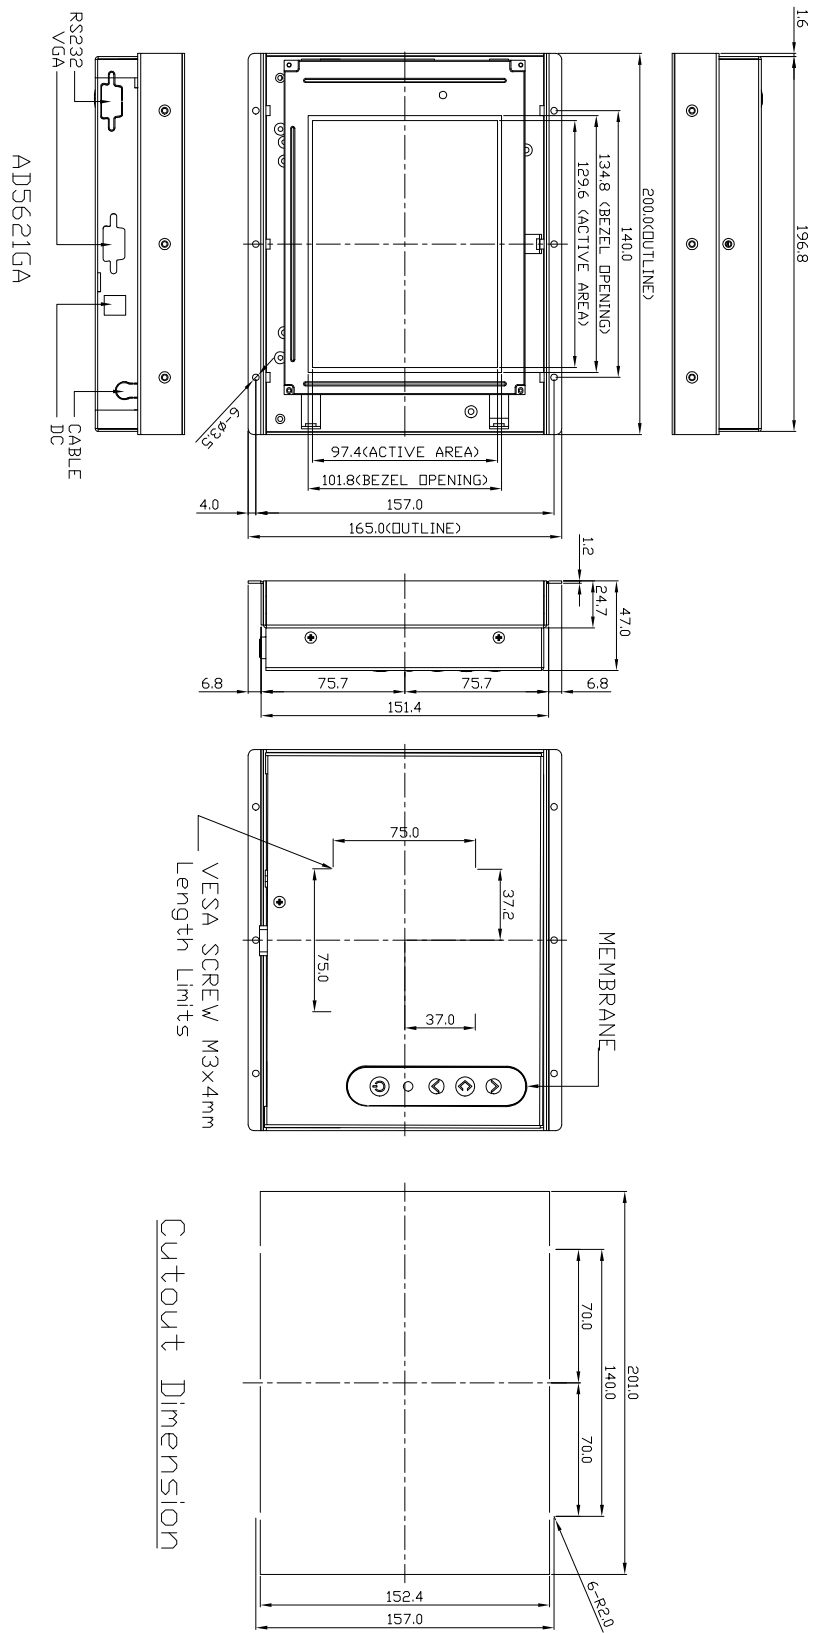 1.6
196.8
RS232
VGA
AD5621GA
CABLE
DC
200.0(OUTLINE)
140.0
134.8 (BEZEL OPENING)
129.6 (ACTIVE AREA)
6-ø3.5
97.4(ACTIVE AREA)
101.8(BEZEL OPENING)
4.0
157.0
165.0(OUTLINE)
1.2
24.7
47.0
6.8
75.7
75.7
6.8
151.4
75.0
37.2
75.0
37.0
MEMBRANE
VESA SCREW M3x4mm
Length Limits
70.0
140.0
201.0
70.0
6-R2.0
152.4
157.0
Cutout Dimension